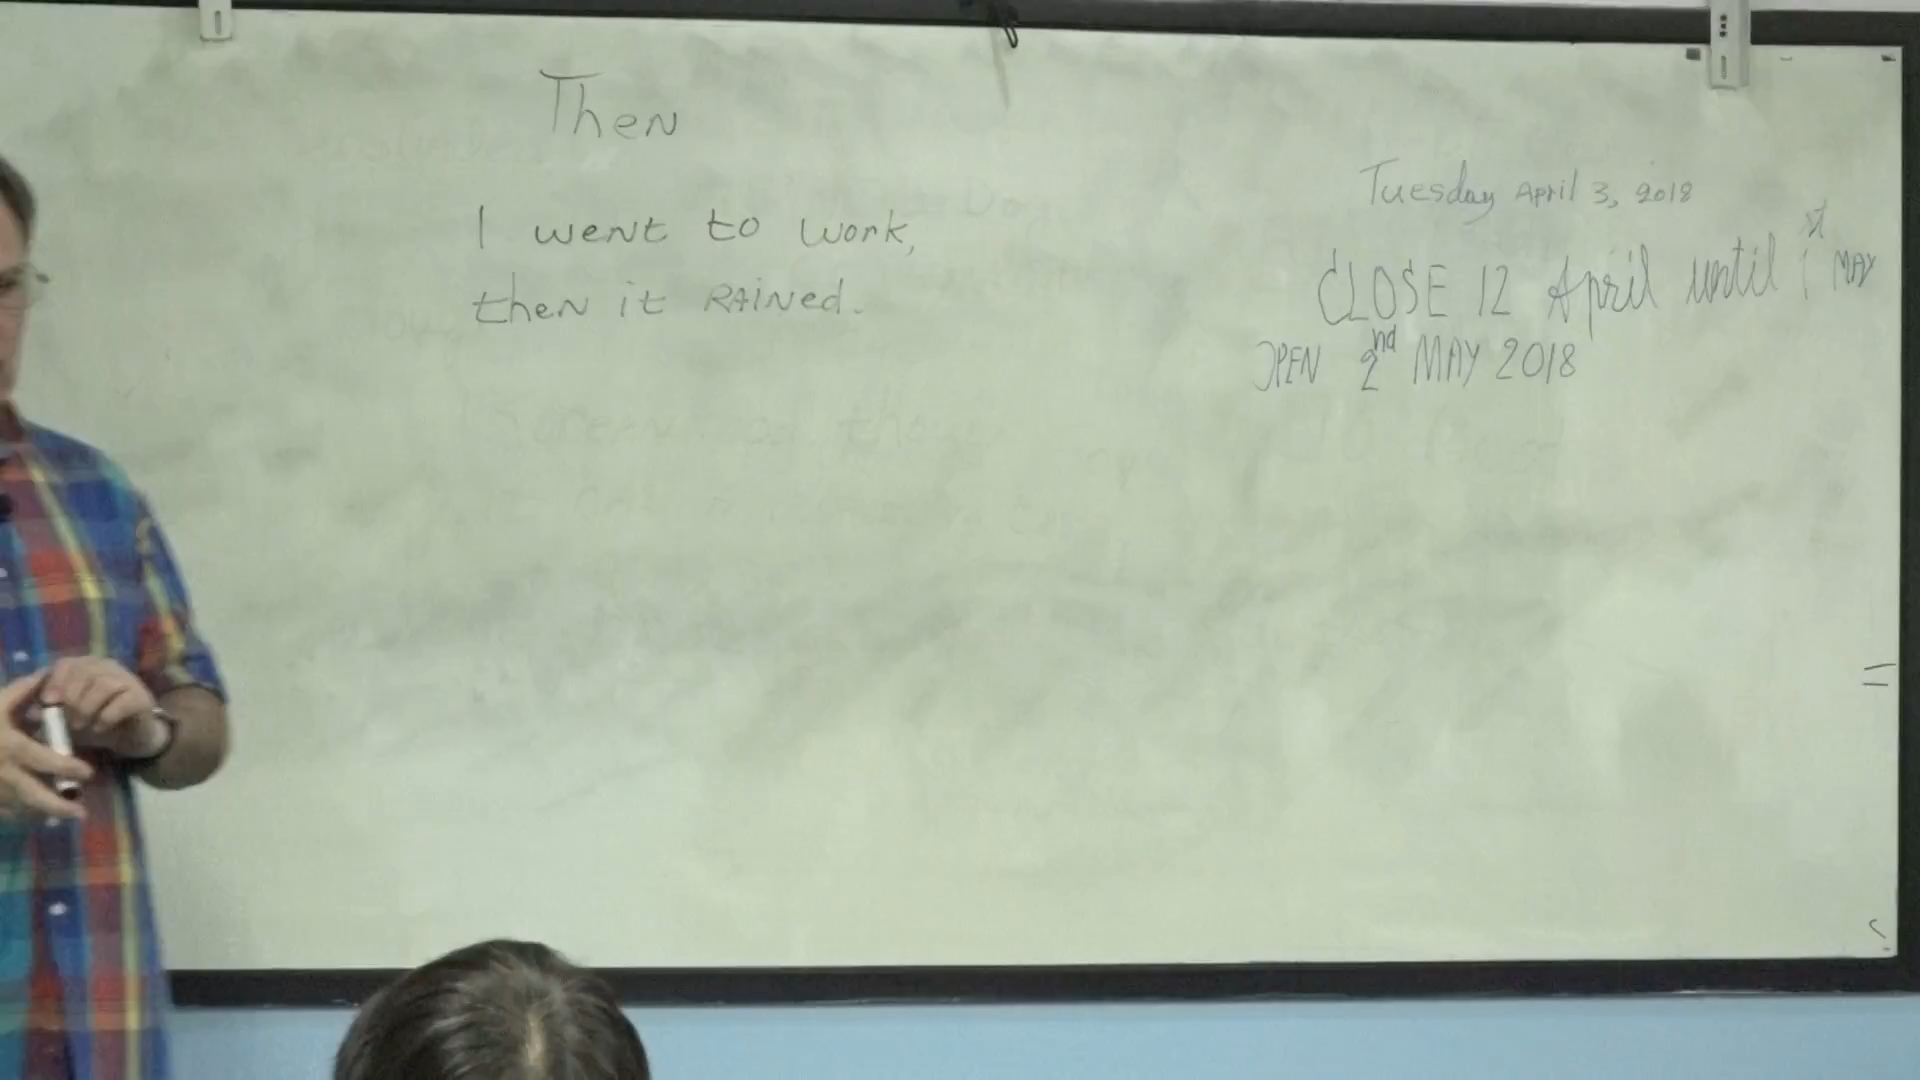 Then
I went to work,
then it RAiNed.
Tuesday April 3, 2018
CLOSE 12 April until 1st MAY
OPEN 2nd MAY 2018